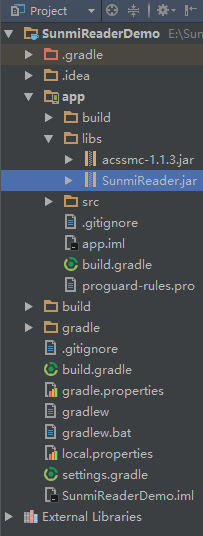 Project
SunmiReaderDemo E:\Sun
.gradle
.idea
app
build
libs
acssmc-1.1.3.jar
SunmiReader.jar
src
.gitignore
app.iml
build.gradle
proguard-rules.pro
build
gradle
.gitignore
build.gradle
gradle.properties
gradlew
gradlew.bat
local.properties
settings.gradle
SunmiReaderDemo.iml
External Libraries